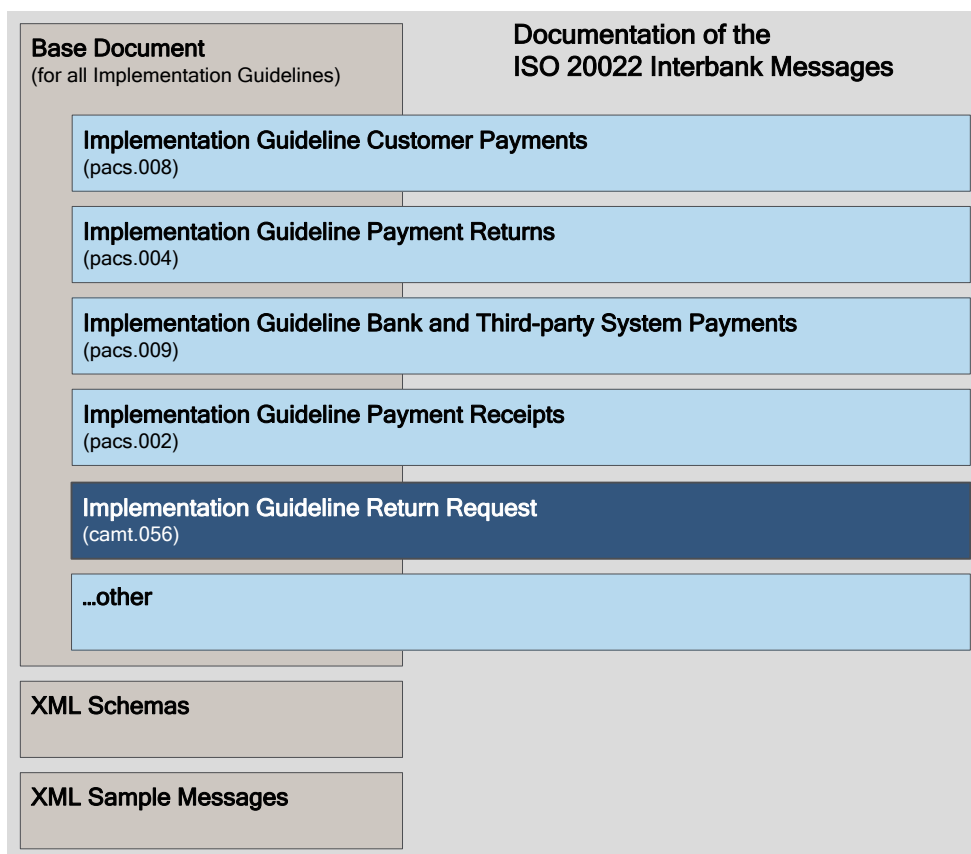 Base Document
(for all Implementation Guidelines)
Documentation of the
ISO 20022 Interbank Messages
Implementation Guideline Customer Payments
(pacs.008)
Implementation Guideline Payment Returns
(pacs.004)
Implementation Guideline Bank and Third-party System Payments
(pacs.009)
Implementation Guideline Payment Receipts
(pacs.002)
Implementation Guideline Return Request
(camt.056)
...other
XML Schemas
XML Sample Messages